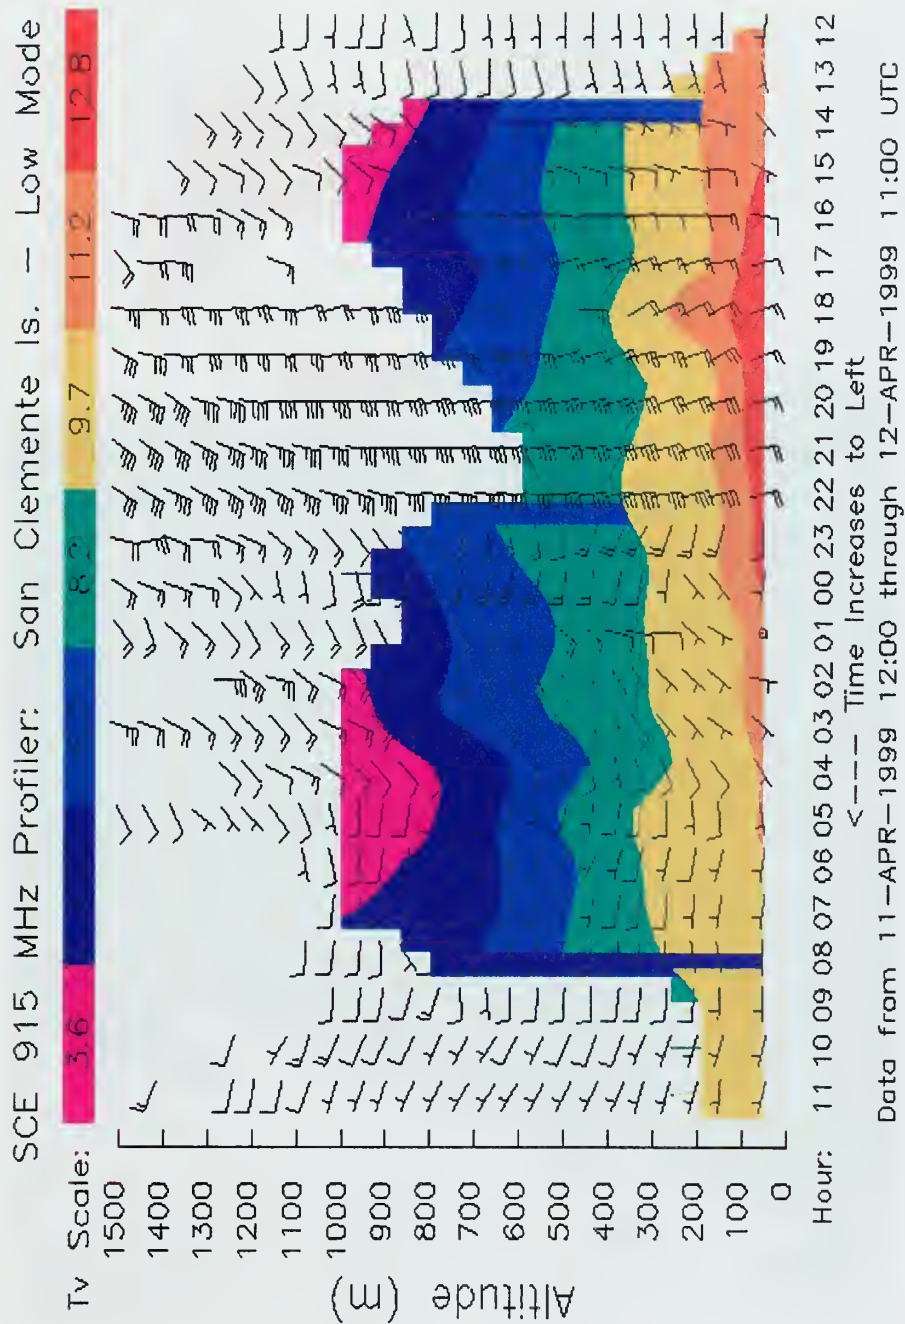 SCE 915 MHz Profiler: San Clemente Is. – Low Mode
Tv Scale: 3.6 8.2 9.7 11.2 12.8
1500
1400
1300
1200
1100
1000
900
800
700
600
500
400
300
200
100
0
Altitude (m)
Hour: 11 10 09 08 07 06 05 04 03 02 01 00 23 22 21 20 19 18 17 16 15 14 13 12
<---- Time Increases to Left
Data from 11-APR-1999 12:00 through 12-APR-1999 11:00 UTC